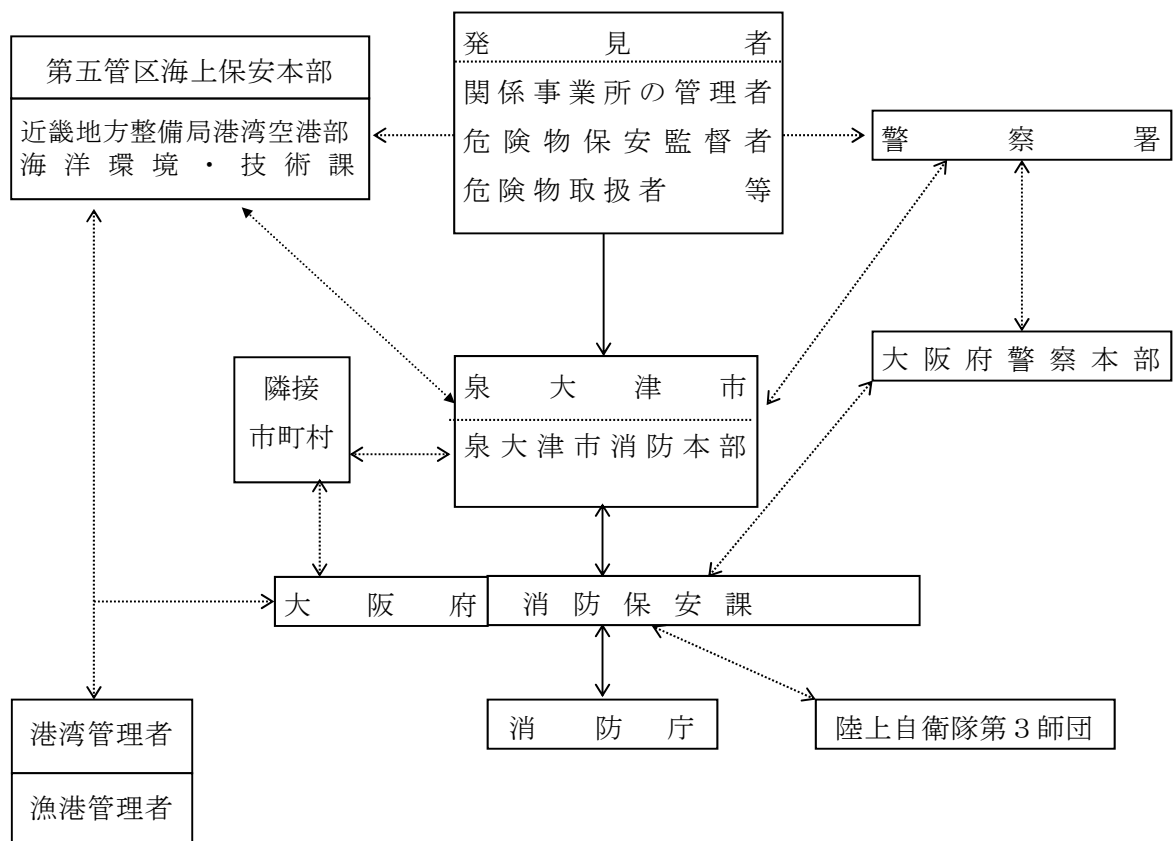 発見者
関係事業所の管理者
危険物保安監督者
危険物取扱者　等
第五管区海上保安本部
近畿地方整備局港湾空港部
海洋環境・技術課
警察署
大阪府警察本部
隣接
市町村
泉大津市
泉大津市消防本部
大阪府
消防保安課
港湾管理者
漁港管理者
消防庁
陸上自衛隊第３師団